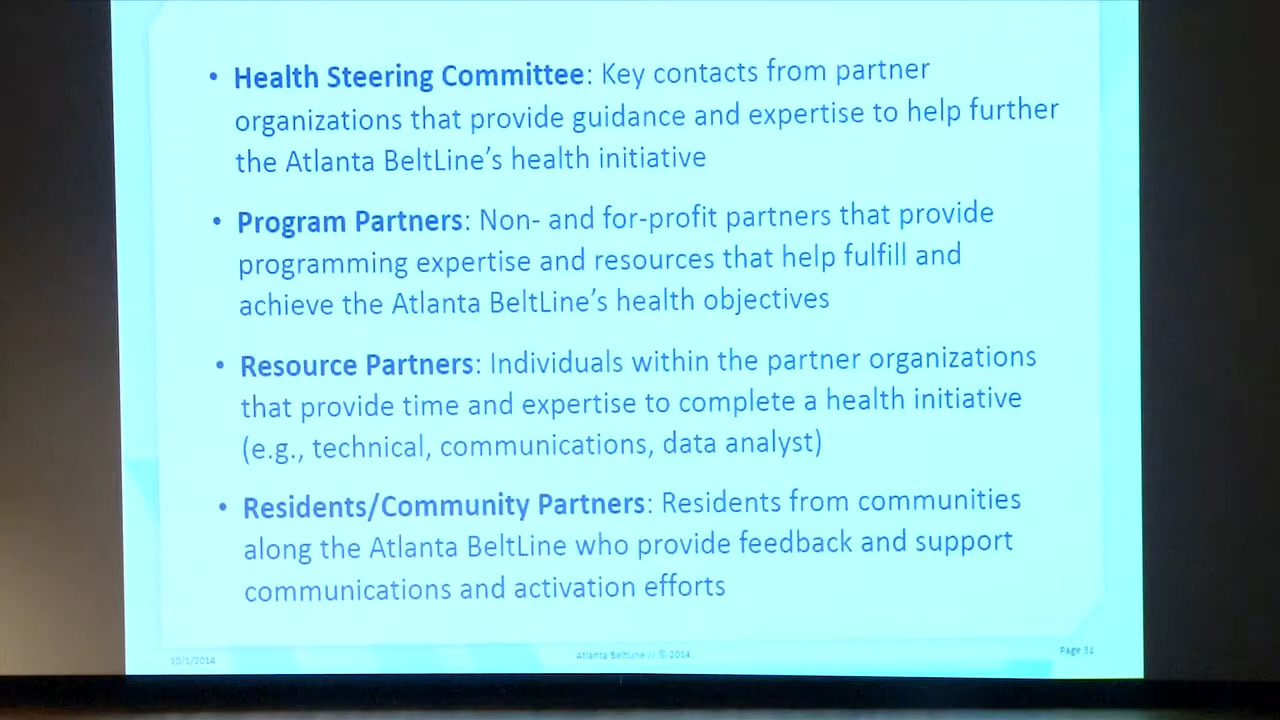 • Health Steering Committee: Key contacts from partner
organizations that provide guidance and expertise to help further
the Atlanta BeltLine's health initiative
• Program Partners: Non- and for-profit partners that provide
programming expertise and resources that help fulfill and
achieve the Atlanta BeltLine's health objectives
• Resource Partners: Individuals within the partner organizations
that provide time and expertise to complete a health initiative
(e.g., technical, communications, data analyst)
• Residents/Community Partners: Residents from communities
along the Atlanta BeltLine who provide feedback and support
communications and activation efforts
10/1/2014
Atlanta BeltLine // © 2014
Page 31